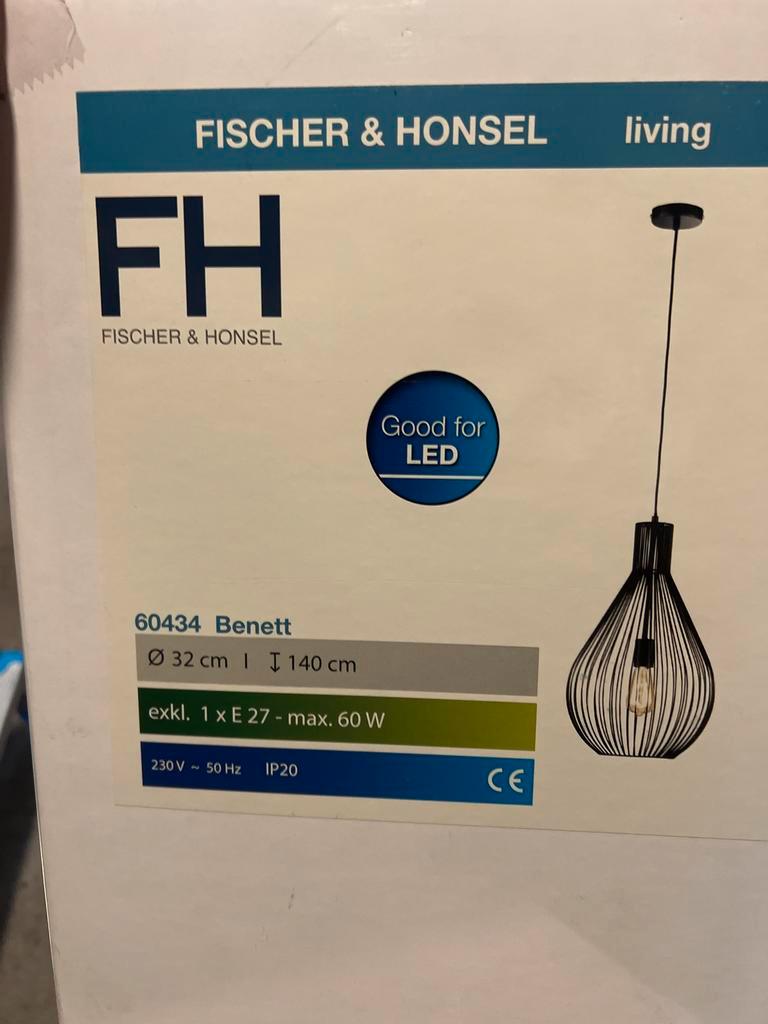 FISCHER & HONSEL living
FH
FISCHER & HONSEL
Good for
LED
60434 Benett
Ø 32 cm I ↧ 140 cm
exkl. 1 x E 27 - max. 60 W
230 V ~ 50 Hz IP20 CE